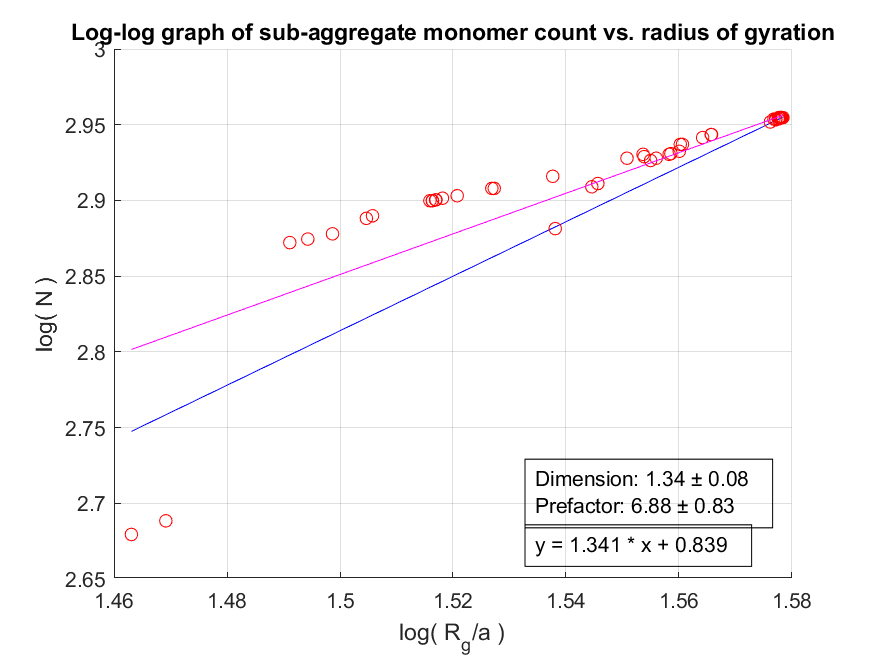 Log-log graph of sub-aggregate monomer count vs. radius of gyration
3
2.95
2.9
2.85
2.8
2.75
2.7
2.65
log( N )
Dimension: 1.34 ± 0.08
Prefactor: 6.88 ± 0.83
y = 1.341 * x + 0.839
1.46 1.48 1.5 1.52 1.54 1.56 1.58
log( R_g/a )